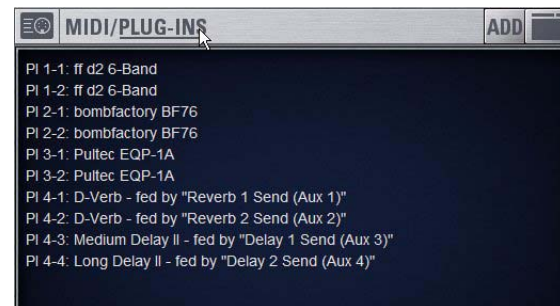 MIDI/PLUG-INS
ADD
PI 1-1: ff d2 6-Band
PI 1-2: ff d2 6-Band
PI 2-1: bombfactory BF76
PI 2-2: bombfactory BF76
PI 3-1: Pultec EQP-1A
PI 3-2: Pultec EQP-1A
PI 4-1: D-Verb - fed by "Reverb 1 Send (Aux 1)"
PI 4-2: D-Verb - fed by "Reverb 2 Send (Aux 2)"
PI 4-3: Medium Delay II - fed by "Delay 1 Send (Aux 3)"
PI 4-4: Long Delay II - fed by "Delay 2 Send (Aux 4)"